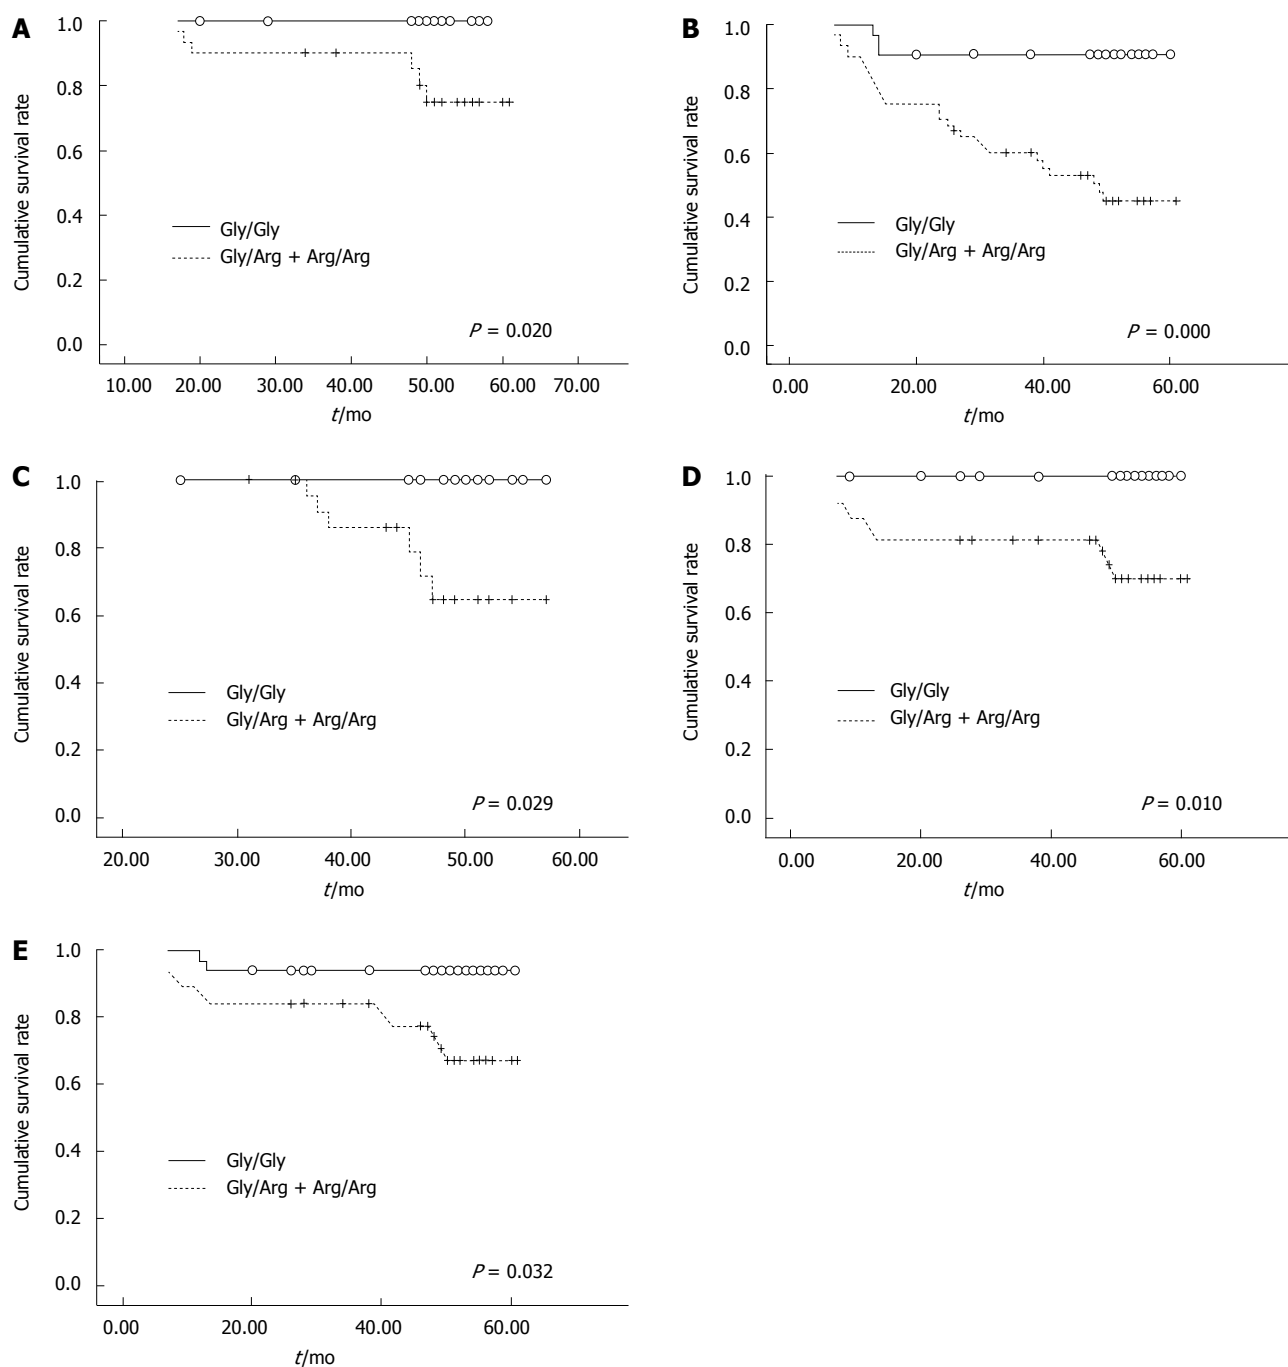 A
Cumulative survival rate
1.0
0.8
0.6
0.4
0.2
0.0
Gly/Gly
Gly/Arg + Arg/Arg
P = 0.020
10.00 20.00 30.00 40.00 50.00 60.00 70.00
t/mo
B
Cumulative survival rate
1.0
0.8
0.6
0.4
0.2
0.0
Gly/Gly
Gly/Arg + Arg/Arg
P = 0.000
0.00 20.00 40.00 60.00
t/mo
C
Cumulative survival rate
1.0
0.8
0.6
0.4
0.2
0.0
Gly/Gly
Gly/Arg + Arg/Arg
P = 0.029
20.00 30.00 40.00 50.00 60.00
t/mo
D
Cumulative survival rate
1.0
0.8
0.6
0.4
0.2
0.0
Gly/Gly
Gly/Arg + Arg/Arg
P = 0.010
0.00 20.00 40.00 60.00
t/mo
E
Cumulative survival rate
1.0
0.8
0.6
0.4
0.2
0.0
Gly/Gly
Gly/Arg + Arg/Arg
P = 0.032
0.00 20.00 40.00 60.00
t/mo